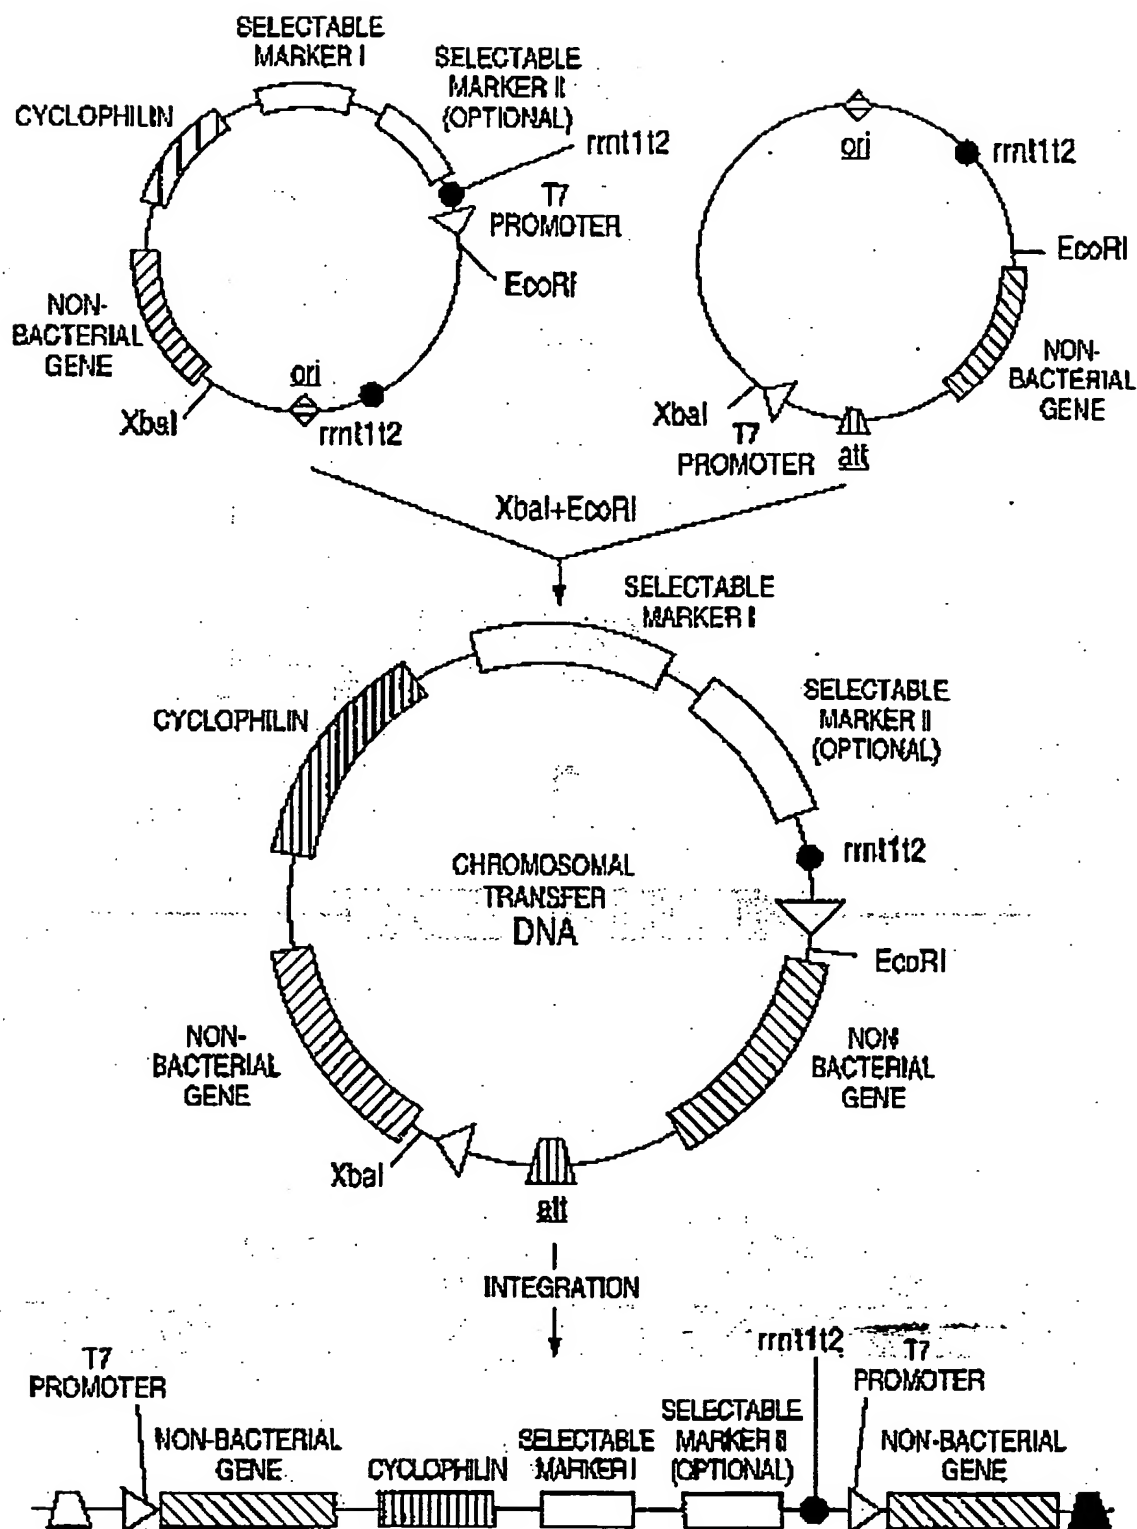 SELECTABLE
MARKER I
SELECTABLE
MARKER II
(OPTIONAL)
CYCLOPHILIN
rrnt1t2
T7
PROMOTER
EcoRI
NON-
BACTERIAL
GENE
XbaI
ori
rrnt1t2
ori
rrnt1t2
EcoRI
NON-
BACTERIAL
GENE
XbaI
T7
PROMOTER
att
XbaI+EcoRI
SELECTABLE
MARKER I
SELECTABLE
MARKER II
(OPTIONAL)
CYCLOPHILIN
rrnt1t2
CHROMOSOMAL
TRANSFER
DNA
EcoRI
NON-
BACTERIAL
GENE
NON
BACTERIAL
GENE
XbaI
att
INTEGRATION
T7
PROMOTER
NON-BACTERIAL
GENE
CYCLOPHILIN
SELECTABLE
MARKER I
SELECTABLE
MARKER II
(OPTIONAL)
rrnt1t2
T7
PROMOTER
NON-BACTERIAL
GENE